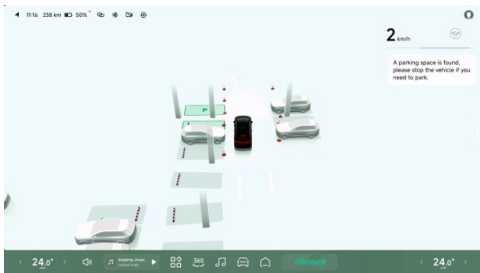 11:16 238 km 50%
2 km/h
A parking space is found,
please stop the vehicle if you
need to park.
P
24.0°
360
Standard
24.0°